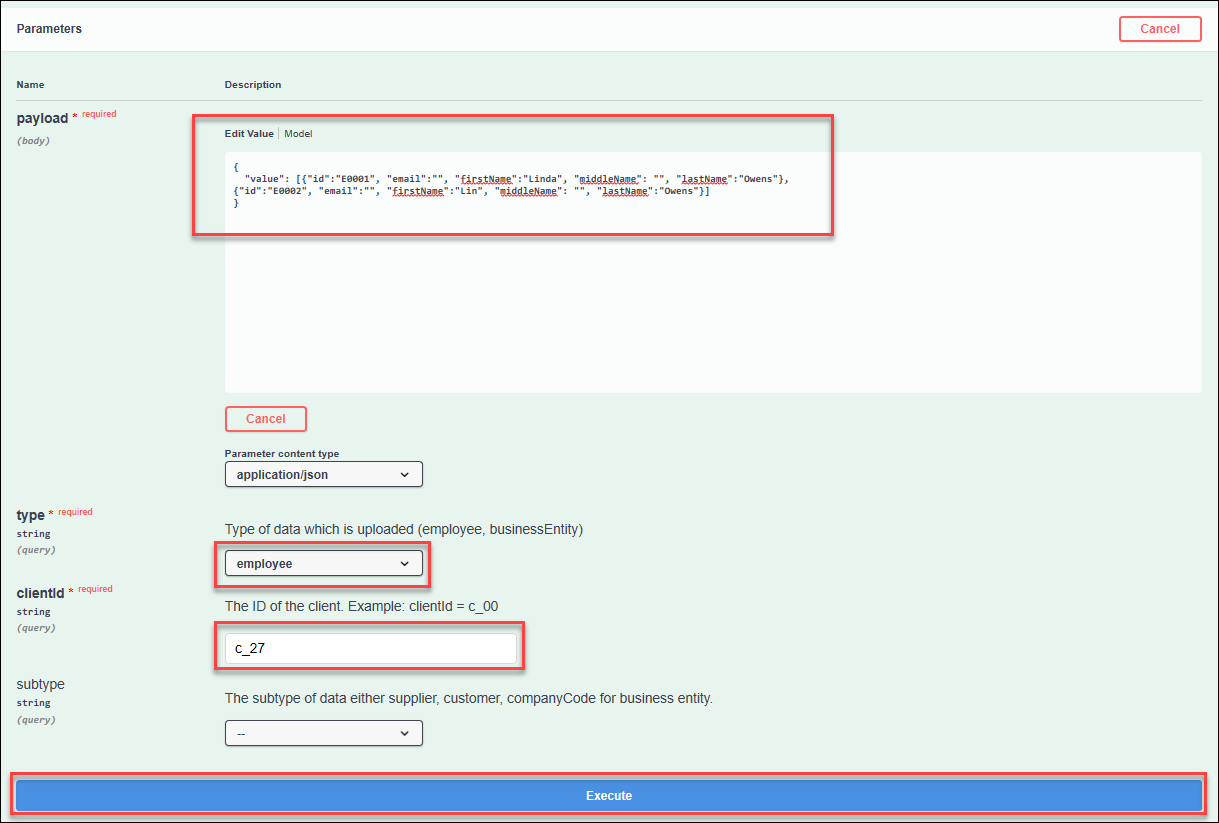 Parameters
Cancel
Name Description
payload * required
(body)
Edit Value Model
{
"value": [{"id":"E0001", "email":"", "firstName":"Linda", "middleName": "", "lastName":"Owens"},
{"id":"E0002", "email":"", "firstName":"Lin", "middleName": "", "lastName":"Owens"}]
}
Cancel
Parameter content type
application/json
type * required
string
(query)
Type of data which is uploaded (employee, businessEntity)
employee
clientId * required
string
(query)
The ID of the client. Example: clientId = c_00
c_27
subtype
string
(query)
The subtype of data either supplier, customer, companyCode for business entity.
--
Execute